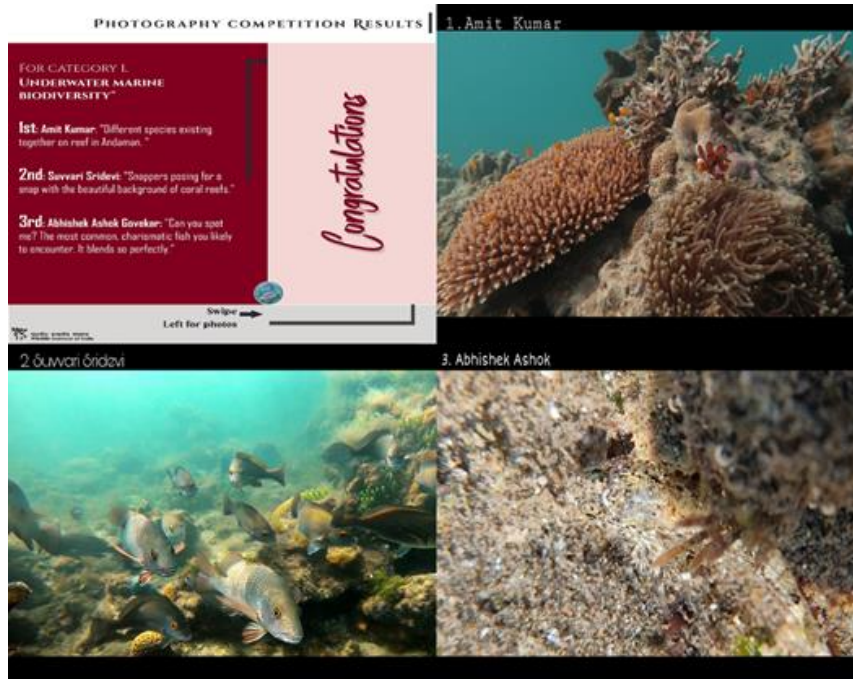 PHOTOGRAPHY COMPETITION RESULTS
FOR CATEGORY 1.
UNDERWATER MARINE
BIODIVERSITY"
1st: Amit Kumar: "Different species existing
together on reef in Andaman. "
2nd: Suvvari Sridevi: "Snappers posing for a
snap with the beautiful background of coral reefs."
3rd: Abhishek Ashok Govekar: "Can you spot
me? The most common, charismatic fish you likely
to encounter. It blends so perfectly."
Congratulations
Swipe
Left for photos
1.Amit Kumar
2 Suvvari Sridevi
3. Abhishek Ashok